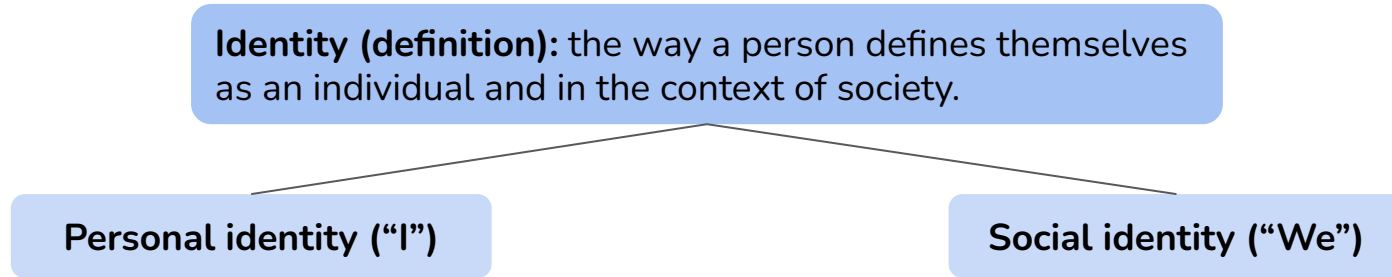 Identity (definition): the way a person defines themselves
as an individual and in the context of society.
Personal identity (“I”)
Social identity (“We”)